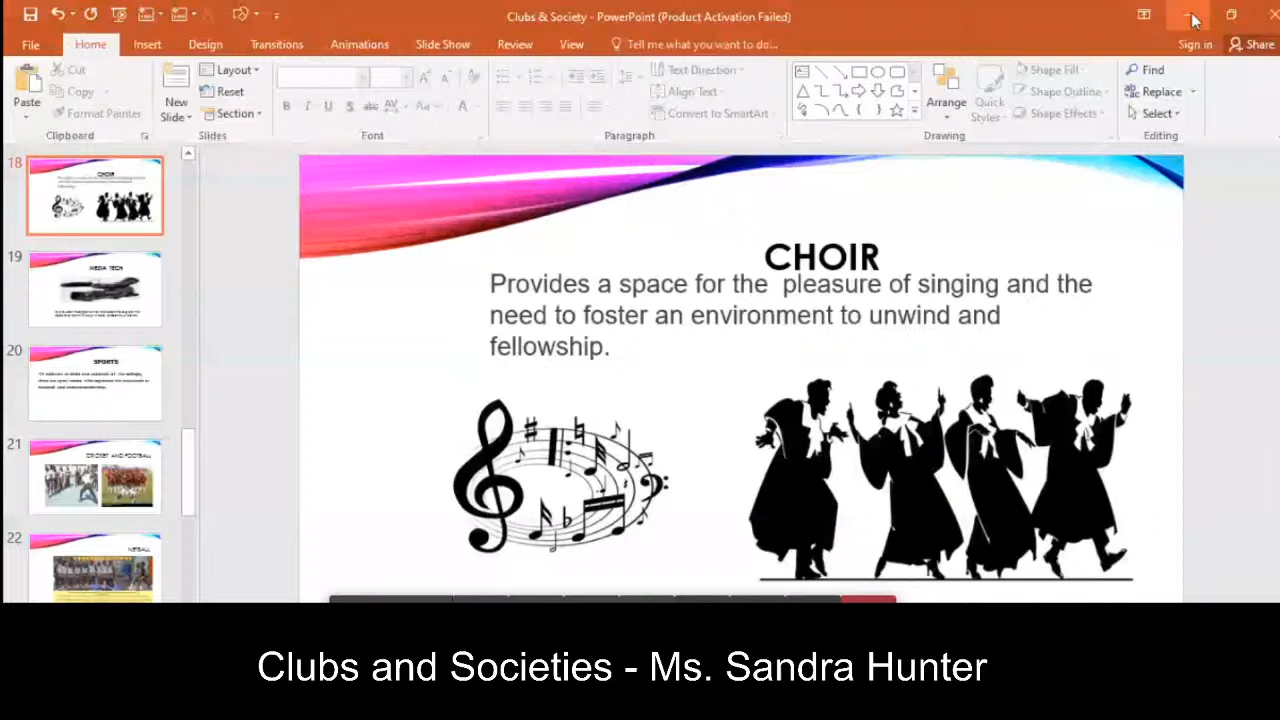 Clubs & Society - PowerPoint (Product Activation Failed)
File Home Insert Design Transitions Animations Slide Show Review View Tell me what you want to do... Sign in Share
Cut
Copy
Format Painter
Paste
Clipboard
New
Slide
Layout
Reset
Section
Slides
Font
Text Direction
Align Text
Convert to SmartArt
Paragraph
Arrange
Quick
Styles
Shape Fill
Shape Outline
Shape Effects
Drawing
Find
Replace
Select
Editing
18
CHOIR
19
MEDIA TECH
20
SPORTS
21
CRICKET AND FOOTBALL
22
NETBALL
CHOIR
Provides a space for the pleasure of singing and the
need to foster an environment to unwind and
fellowship.
Clubs and Societies - Ms. Sandra Hunter